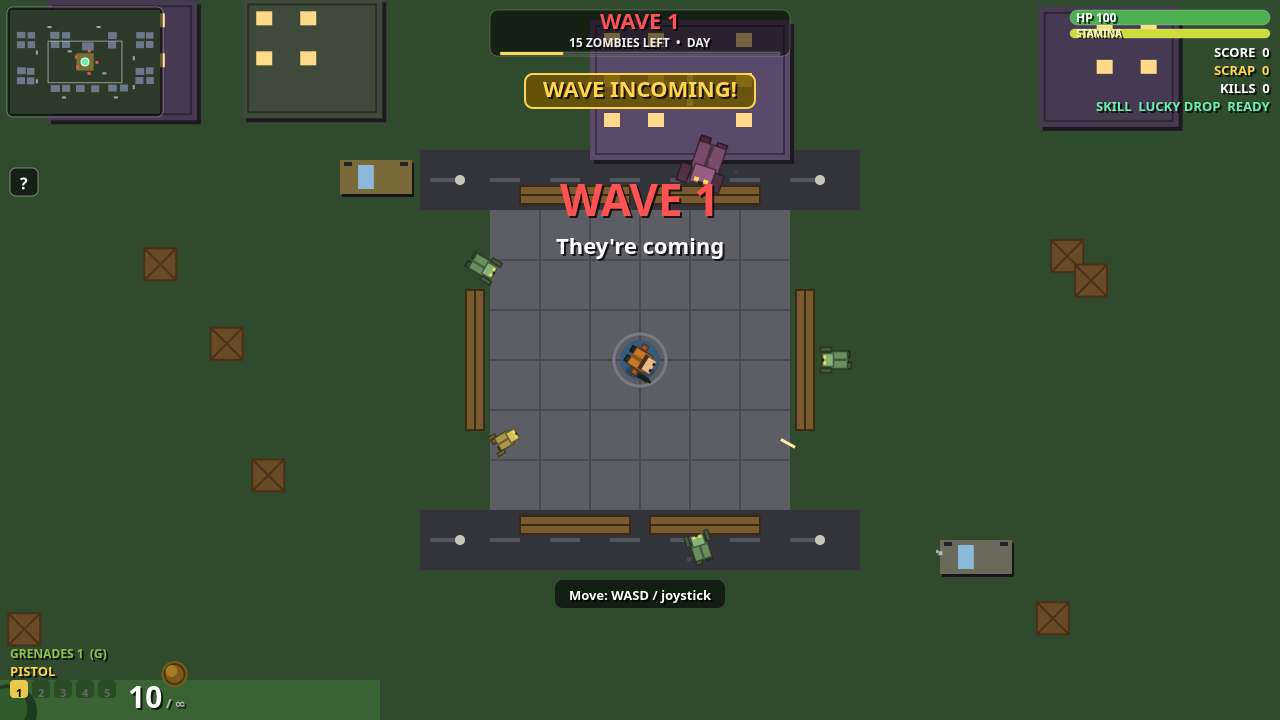 WAVE 1
15 ZOMBIES LEFT • DAY
WAVE INCOMING!
HP 100
STAMINA
SCORE 0
SCRAP 0
KILLS 0
SKILL LUCKY DROP READY
?
WAVE 1
They're coming
Move: WASD / joystick
GRENADES 1 (G)
PISTOL
1 2 3 4 5
10 / ∞